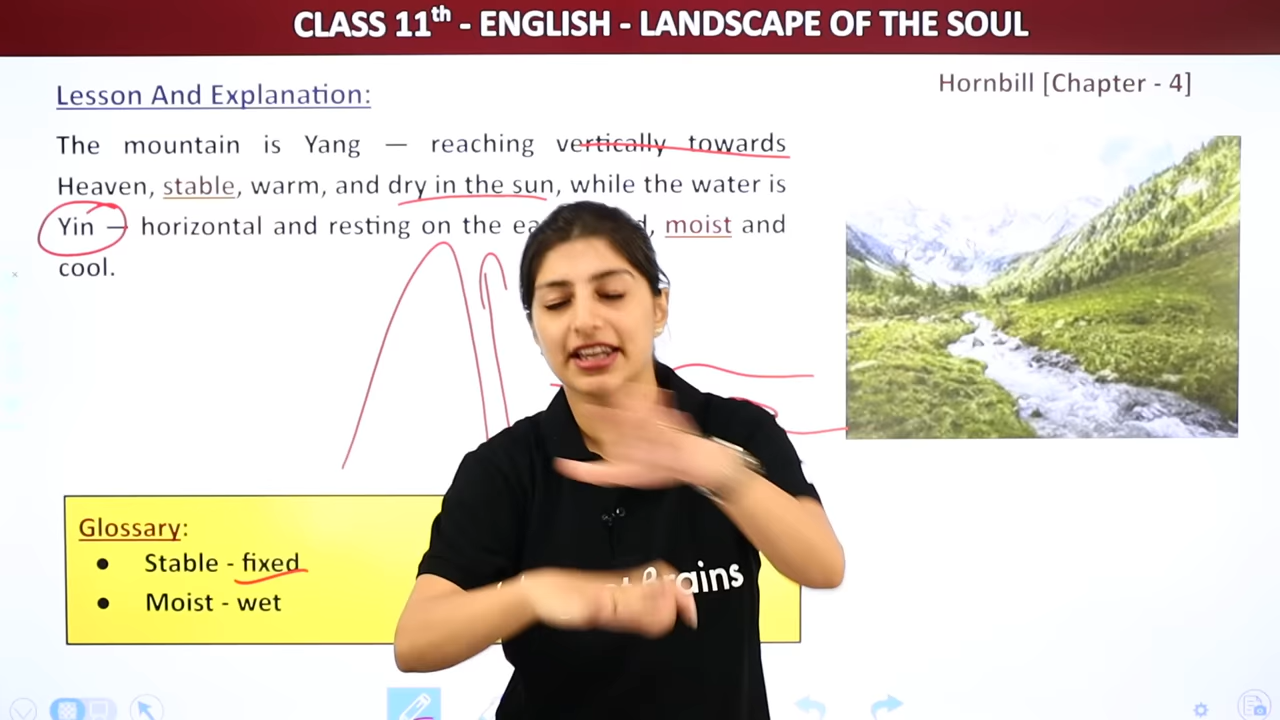 CLASS 11th - ENGLISH - LANDSCAPE OF THE SOUL
Hornbill [Chapter - 4]
Lesson And Explanation:
The mountain is Yang — reaching vertically towards
Heaven, stable, warm, and dry in the sun, while the water is
Yin — horizontal and resting on the moist and
cool.
Glossary:
● Stable - fixed
● Moist - wet